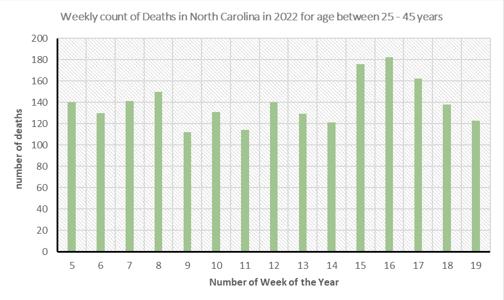 Weekly count of Deaths in North Carolina in 2022 for age between 25 - 45 years
200
180
160
140
120
100
80
60
40
20
0
number of deaths
5 6 7 8 9 10 11 12 13 14 15 16 17 18 19
Number of Week of the Year